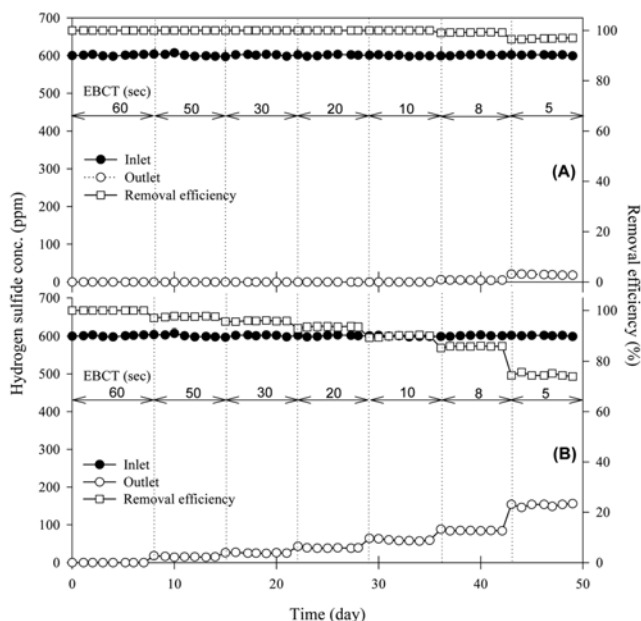 700
600
500
400
300
200
100
0
100
80
60
40
20
0
EBCT (sec)
60 50 30 20 10 8 5
Inlet
Outlet
Removal efficiency
(A)
Hydrogen sulfide conc. (ppm)
Removal efficiency (%)
700
600
500
400
300
200
100
0
100
80
60
40
20
0
EBCT (sec)
60 50 30 20 10 8 5
Inlet
Outlet
Removal efficiency
(B)
0 10 20 30 40 50
Time (day)